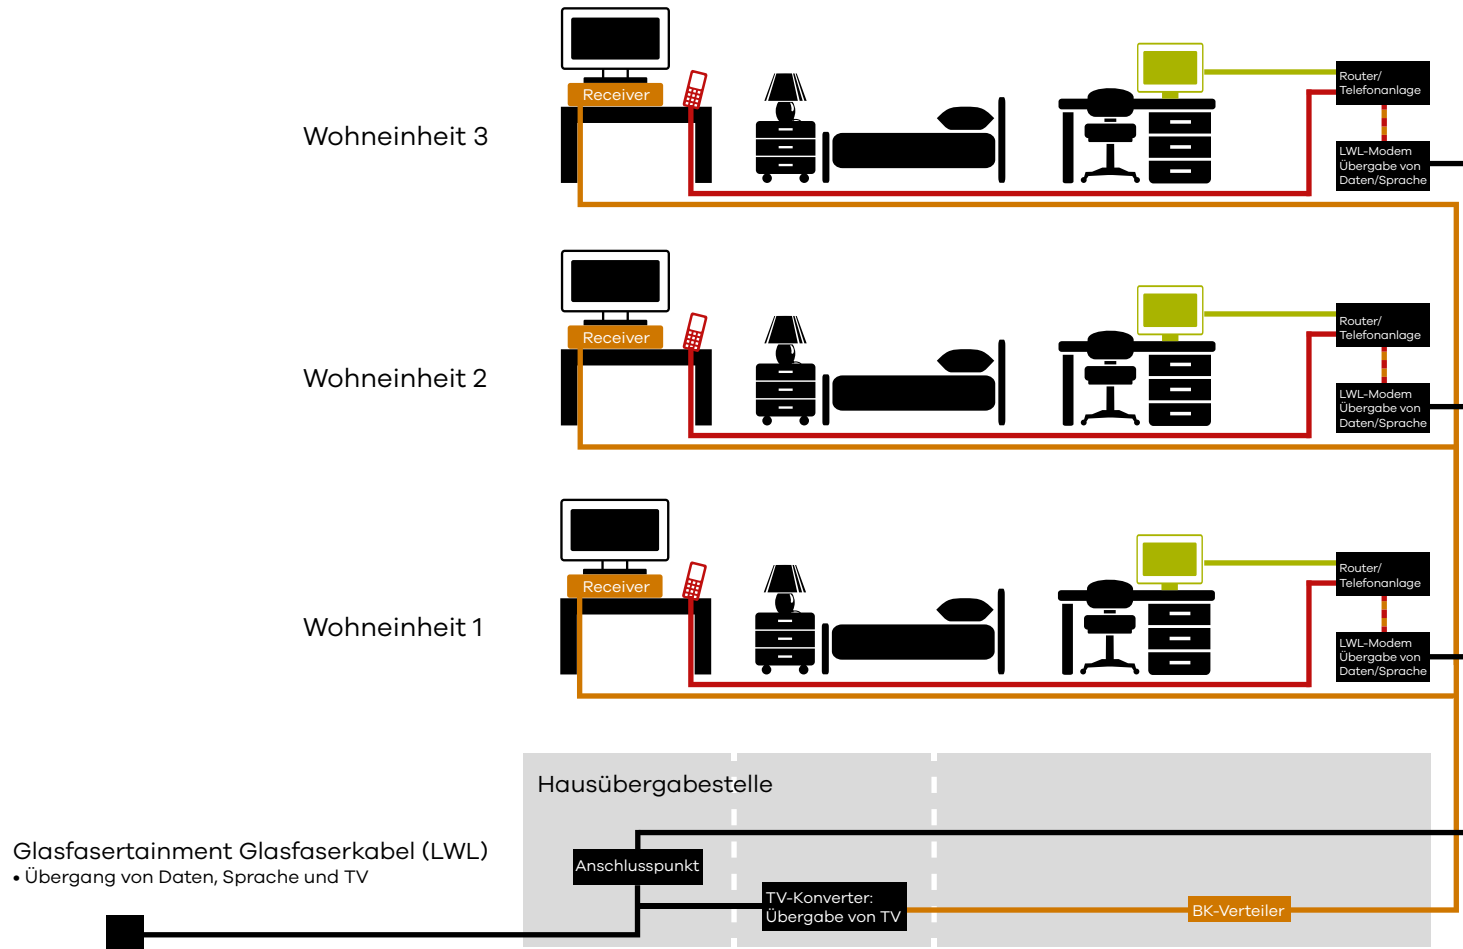 Receiver
Router/
Telefonanlage
Wohneinheit 3
LWL-Modem
Übergabe von
Daten/Sprache
Receiver
Router/
Telefonanlage
Wohneinheit 2
LWL-Modem
Übergabe von
Daten/Sprache
Receiver
Router/
Telefonanlage
Wohneinheit 1
LWL-Modem
Übergabe von
Daten/Sprache
Hausübergabestelle
Glasfasertainment Glasfaserkabel (LWL)
• Übergang von Daten, Sprache und TV
Anschlusspunkt
TV-Konverter:
Übergabe von TV
BK-Verteiler